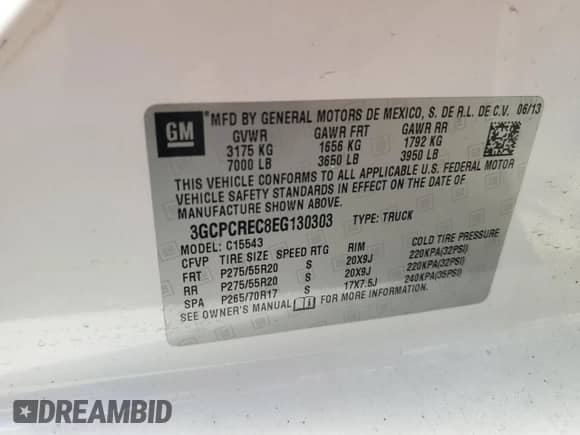 GM
*MFD BY GENERAL MOTORS DE MEXICO, S. DE R.L. DE C.V. 06/13
GVWR GAWR FRT GAWR RR
3175 KG 1656 KG 1792 KG
7000 LB 3650 LB 3950 LB
THIS VEHICLE CONFORMS TO ALL APPLICABLE U.S. FEDERAL MOTOR
VEHICLE SAFETY STANDARDS IN EFFECT ON THE DATE OF
MANUFACTURE SHOWN ABOVE.
3GCPCREC8EG130303 TYPE: TRUCK
MODEL: C15543
CFVP TIRE SIZE SPEED RTG RIM COLD TIRE PRESSURE
FRT P275/55R20 S 20X9J 220KPA(32PSI)
RR P275/55R20 S 20X9J 220KPA(32PSI)
SPA P265/70R17 S 17X7.5J 240KPA(35PSI)
SEE OWNER'S MANUAL FOR MORE INFORMATION.
DREAMBID